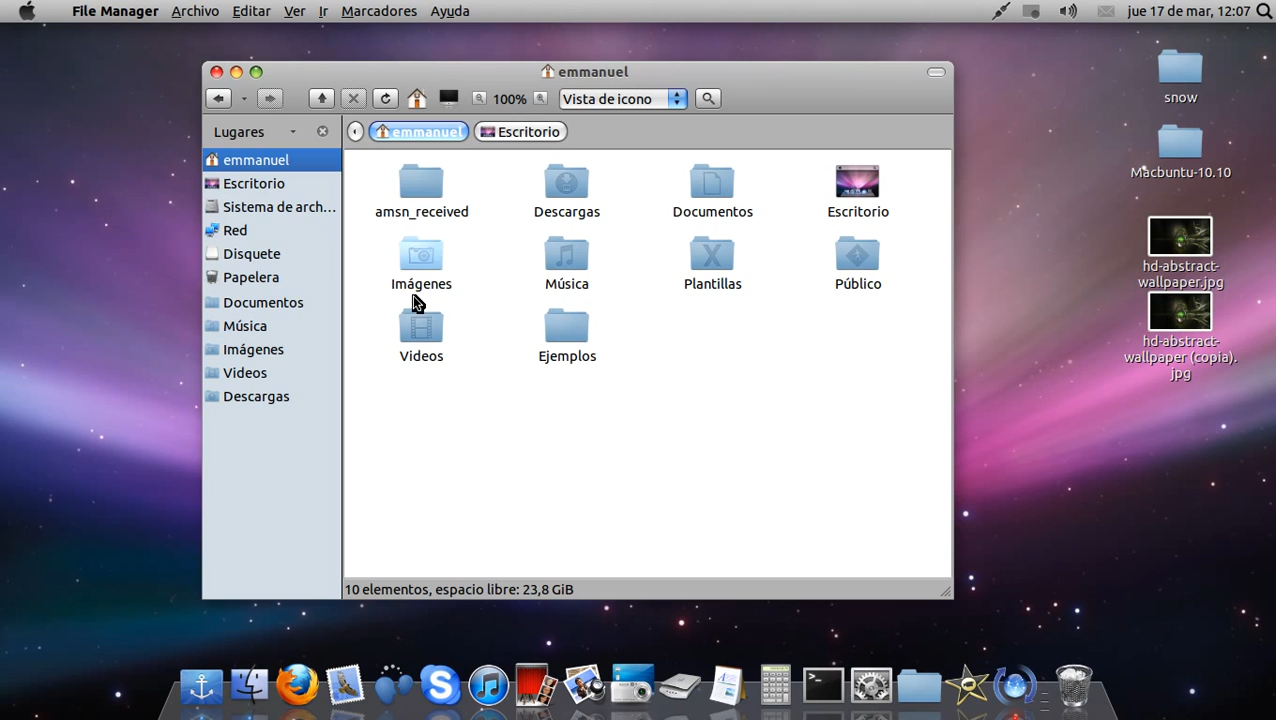 File Manager Archivo Editar Ver Ir Marcadores Ayuda jue 17 de mar, 12:07
emmanuel
100% Vista de icono
Lugares
emmanuel Escritorio
emmanuel
Escritorio
Sistema de arch...
Red
Disquete
Papelera
Documentos
Música
Imágenes
Videos
Descargas
amsn_received Descargas Documentos Escritorio
Imágenes Música Plantillas Público
Videos Ejemplos
10 elementos, espacio libre: 23,8 GiB
snow
Macbuntu-10.10
hd-abstract-
wallpaper.jpg
hd-abstract-
wallpaper (copia).
jpg